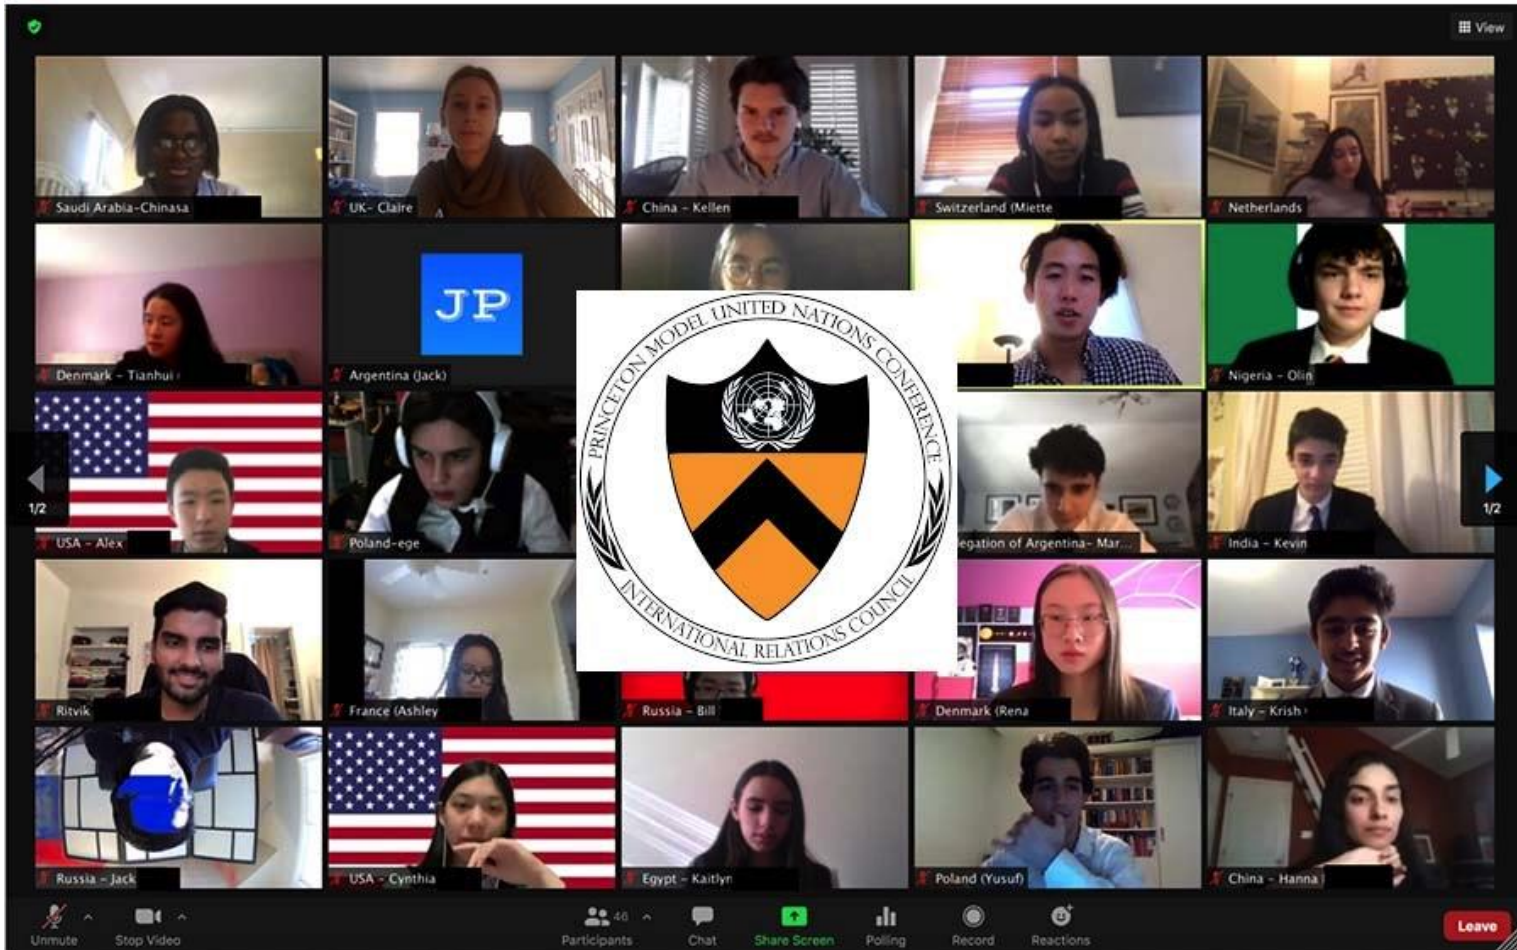 View
Saudi Arabia-Chinasa
UK- Claire
China - Kellen
Switzerland (Miette
Netherlands
Denmark - Tianhui
JP
Argentina (Jack)
Nigeria - Olin
USA - Alex
Poland-ege
egation of Argentina- Mar...
India - Kevin
1/2
1/2
PRINCETON MODEL UNITED NATIONS CONFERENCE
INTERNATIONAL RELATIONS COUNCIL
Ritvik
France (Ashley
Russia - Bill
Denmark (Rena
Italy - Krish
Russia - Jack
USA - Cynthia
Egypt - Kaitlyn
Poland (Yusuf)
China - Hanna
Unmute
Stop Video
46
Participants
Chat
Share Screen
Polling
Record
Reactions
Leave